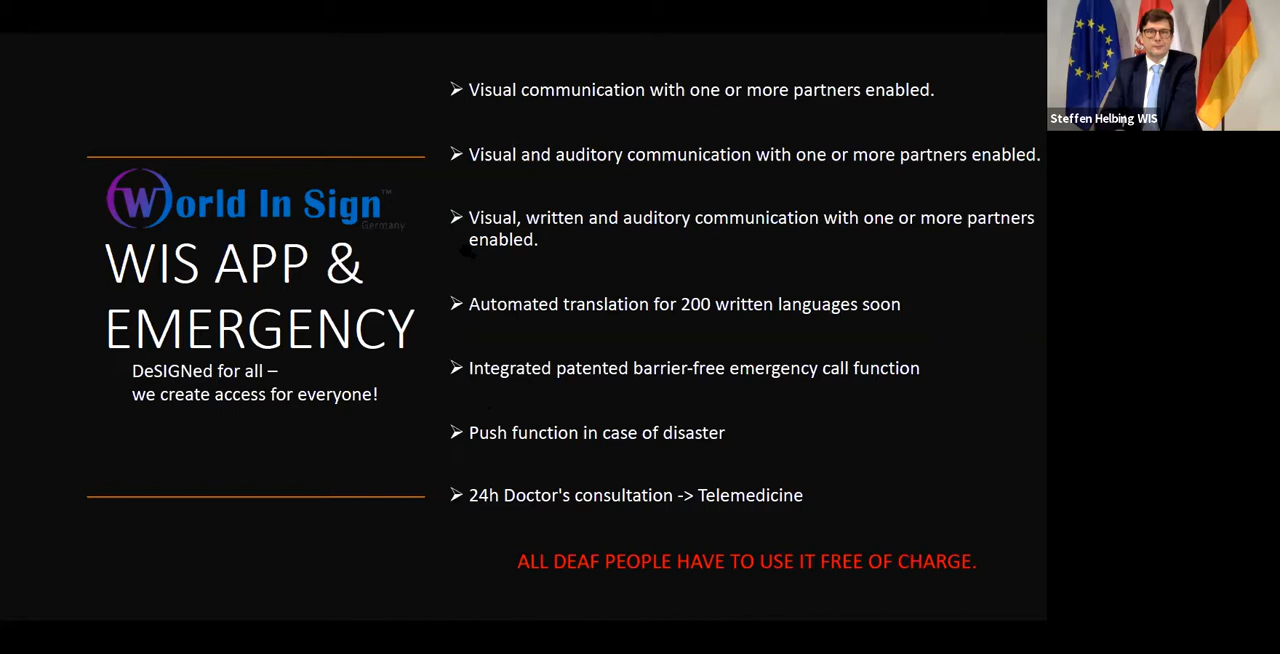 World In Sign™
Germany
WIS APP &
EMERGENCY
DeSIGNed for all –
we create access for everyone!
➢ Visual communication with one or more partners enabled.
➢ Visual and auditory communication with one or more partners enabled.
➢ Visual, written and auditory communication with one or more partners
enabled.
➢ Automated translation for 200 written languages soon
➢ Integrated patented barrier-free emergency call function
➢ Push function in case of disaster
➢ 24h Doctor's consultation -> Telemedicine
ALL DEAF PEOPLE HAVE TO USE IT FREE OF CHARGE.
Steffen Helbing WIS